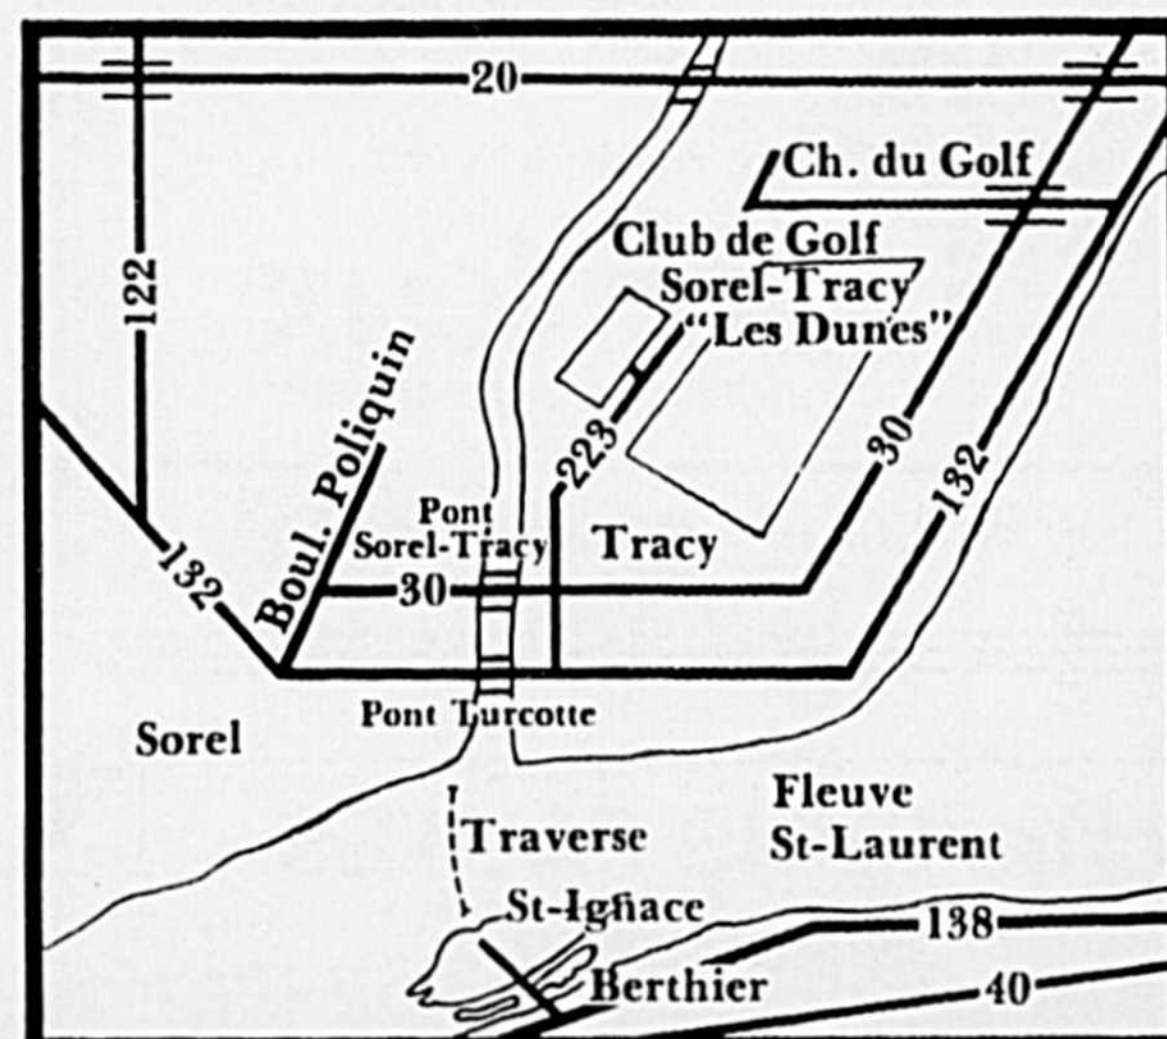 20
Ch. du Golf
Club de Golf
Sorel-Tracy
"Les Dunes"
122
Boul. Poliquin
223
30
132
Pont
Sorel-Tracy
Tracy
132
30
Pont Turcotte
Sorel
Fleuve
St-Laurent
Traverse
St-Ignace
138
Berthier
40